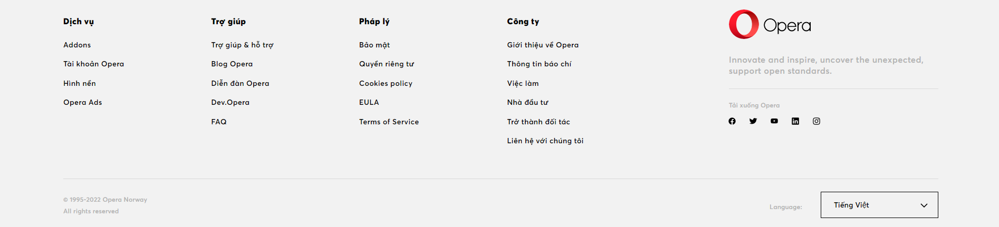 Dịch vụ
Addons
Tài khoản Opera
Hình nền
Opera Ads
Trợ giúp
Trợ giúp & hỗ trợ
Blog Opera
Diễn đàn Opera
Dev.Opera
FAQ
Pháp lý
Bảo mật
Quyền riêng tư
Cookies policy
EULA
Terms of Service
Công ty
Giới thiệu về Opera
Thông tin báo chí
Việc làm
Nhà đầu tư
Trở thành đối tác
Liên hệ với chúng tôi
Opera
Innovate and inspire, uncover the unexpected,
support open standards.
Tải xuống Opera
© 1995-2022 Opera Norway
All rights reserved
Language:
Tiếng Việt